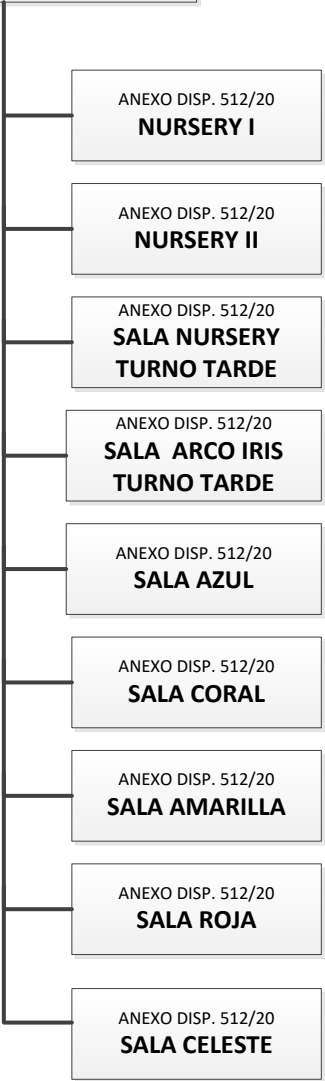 ANEXO DISP. 512/20
NURSERY I
ANEXO DISP. 512/20
NURSERY II
ANEXO DISP. 512/20
SALA NURSERY
TURNO TARDE
ANEXO DISP. 512/20
SALA ARCO IRIS
TURNO TARDE
ANEXO DISP. 512/20
SALA AZUL
ANEXO DISP. 512/20
SALA CORAL
ANEXO DISP. 512/20
SALA AMARILLA
ANEXO DISP. 512/20
SALA ROJA
ANEXO DISP. 512/20
SALA CELESTE